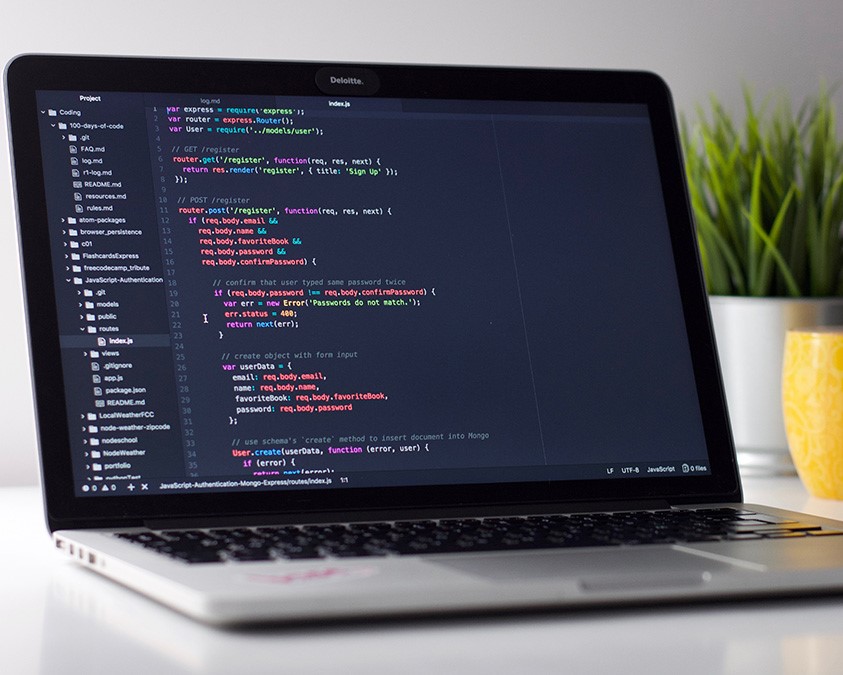 Deloitte.
Project
Coding
100-days-of-code
.git
FAQ.md
log.md
r1-log.md
README.md
resources.md
rules.md
atom-packages
browser_persistence
c01
FlashcardsExpress
freecodecamp_tribute
JavaScript-Authentication
.git
models
public
routes
index.js
views
.gitignore
app.js
package.json
README.md
LocalWeatherFCC
node-weather-zipcode
nodeschool
NodeWeather
portfolio
pythonTest
log.md
index.js
1 var express = require('express');
2 var router = express.Router();
3 var User = require('../models/user');
4
5 // GET /register
6 router.get('/register', function(req, res, next) {
7 return res.render('register', { title: 'Sign Up' });
8 });
9
10 // POST /register
11 router.post('/register', function(req, res, next) {
12 if (req.body.email &&
13 req.body.name &&
14 req.body.favoriteBook &&
15 req.body.password &&
16 req.body.confirmPassword) {
17
18 // confirm that user typed same password twice
19 if (req.body.password !== req.body.confirmPassword) {
20 var err = new Error('Passwords do not match.');
21 err.status = 400;
22 return next(err);
23 }
24
25 // create object with form input
26 var userData = {
27 email: req.body.email,
28 name: req.body.name,
29 favoriteBook: req.body.favoriteBook,
30 password: req.body.password
31 };
32
33 // use schema's `create` method to insert document into Mongo
34 User.create(userData, function (error, user) {
35 if (error) {
36 return next(error);
0 0 JavaScript-Authentication-Mongo-Express/routes/index.js 1:1 LF UTF-8 JavaScript 0 files